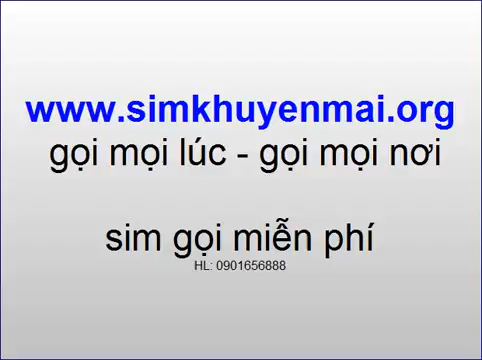 www.simkhuyenmai.org
gọi mọi lúc - gọi mọi nơi
sim gọi miễn phí
HL: 0901656888